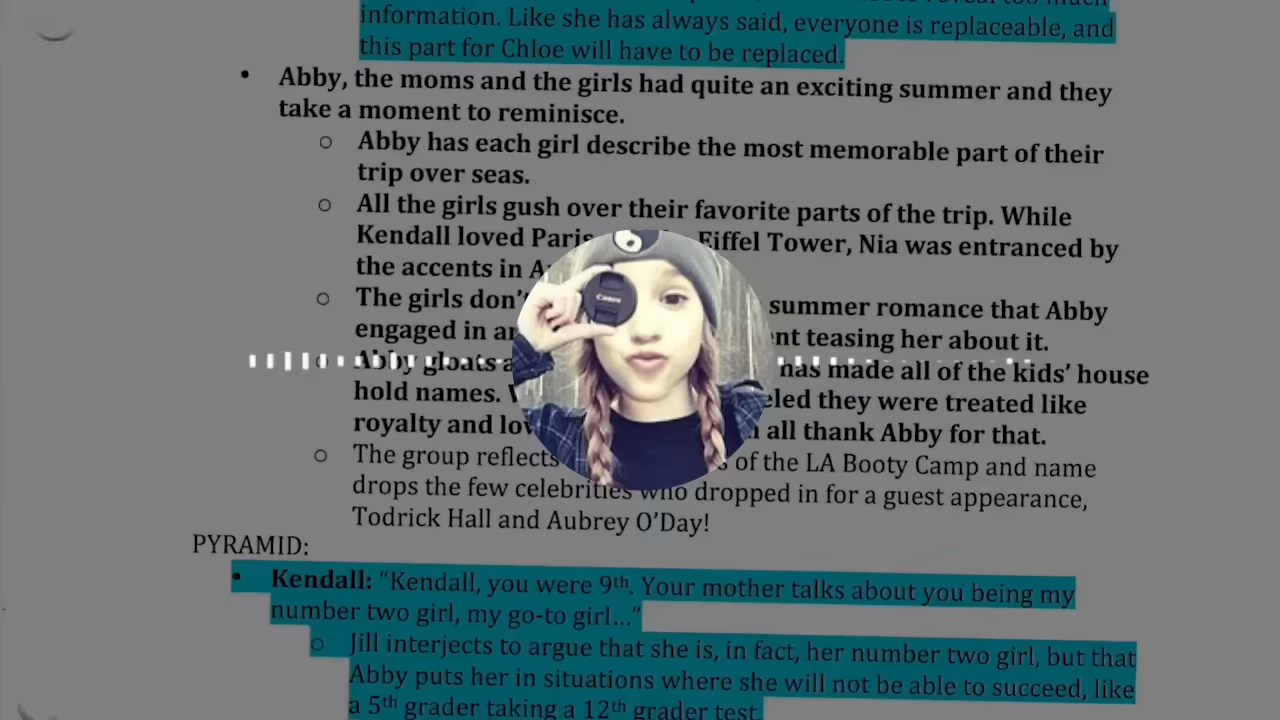 information. Like she has always said, everyone is replaceable, and
this part for Chloe will have to be replaced.
• Abby, the moms and the girls had quite an exciting summer and they
take a moment to reminisce.
o Abby has each girl describe the most memorable part of their
trip over seas.
o All the girls gush over their favorite parts of the trip. While
Kendall loved Paris Eiffel Tower, Nia was entranced by
the accents in
o The girls don't summer romance that Abby
engaged in teasing her about it.
o Abby gloats has made all of the kids' house
hold names. they were treated like
royalty and all thank Abby for that.
o The group reflects of the LA Booty Camp and name
drops the few celebrities who dropped in for a guest appearance,
Todrick Hall and Aubrey O'Day!
PYRAMID:
• Kendall: "Kendall, you were 9th. Your mother talks about you being my
number two girl, my go-to girl..."
o Jill interjects to argue that she is, in fact, her number two girl, but that
Abby puts her in situations where she will not be able to succeed, like
a 5th grader taking a 12th grader test.
Canon